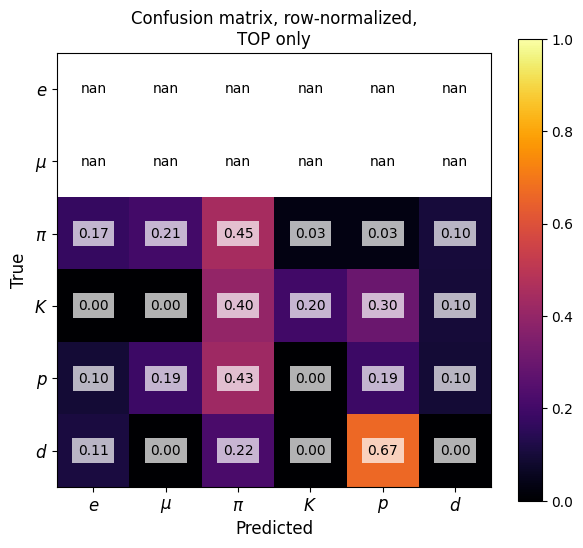 Confusion matrix, row-normalized,
TOP only
1.0
0.8
0.6
0.4
0.2
0.0
True
e nan nan nan nan nan nan
μ nan nan nan nan nan nan
π 0.17 0.21 0.45 0.03 0.03 0.10
K 0.00 0.00 0.40 0.20 0.30 0.10
p 0.10 0.19 0.43 0.00 0.19 0.10
d 0.11 0.00 0.22 0.00 0.67 0.00
e μ π K p d
Predicted